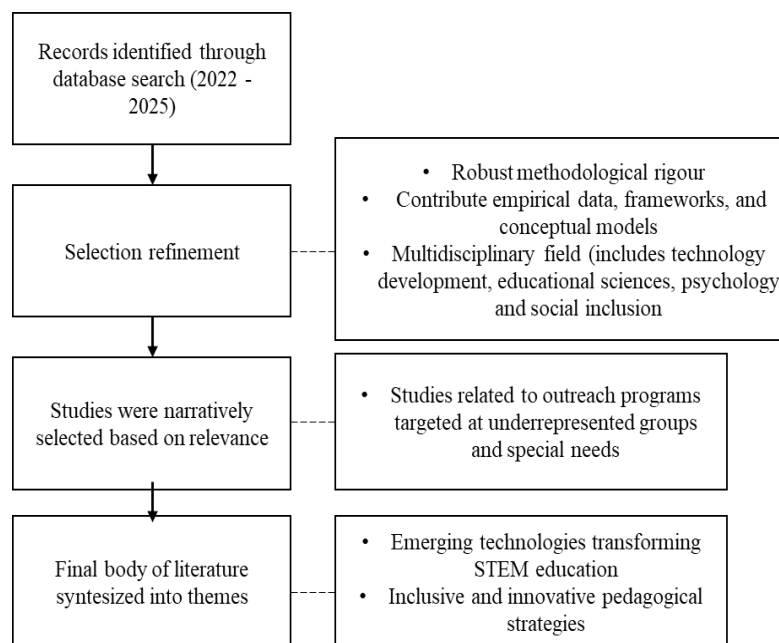 Records identified through
database search (2022 -
2025)
Selection refinement
• Robust methodological rigour
• Contribute empirical data, frameworks, and
conceptual models
• Multidisciplinary field (includes technology
development, educational sciences, psychology
and social inclusion
Studies were narratively
selected based on relevance
• Studies related to outreach programs
targeted at underrepresented groups
and special needs
Final body of literature
syntesized into themes
• Emerging technologies transforming
STEM education
• Inclusive and innovative pedagogical
strategies